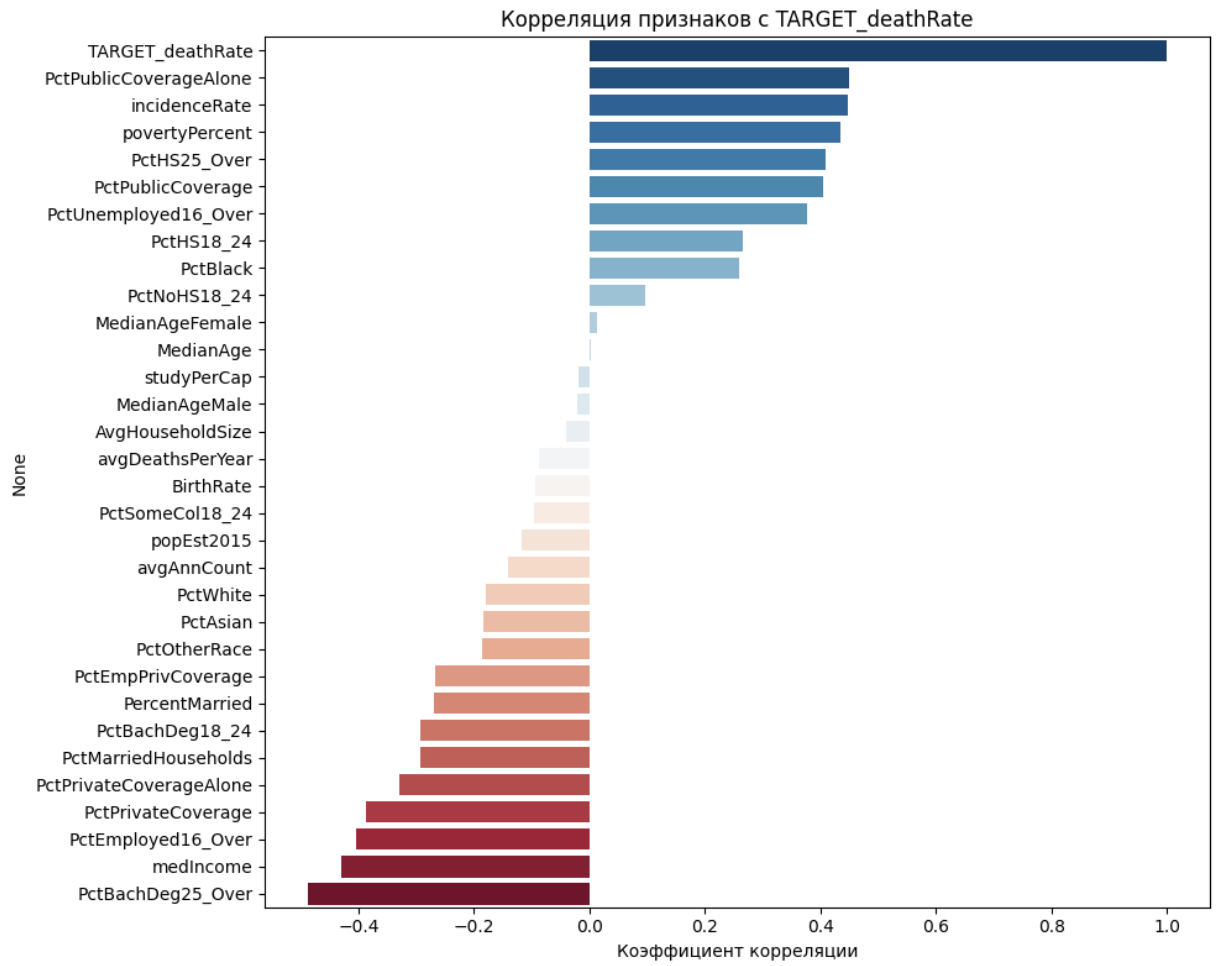 Корреляция признаков с TARGET_deathRate
TARGET_deathRate
PctPublicCoverageAlone
incidenceRate
povertyPercent
PctHS25_Over
PctPublicCoverage
PctUnemployed16_Over
PctHS18_24
PctBlack
PctNoHS18_24
MedianAgeFemale
MedianAge
studyPerCap
MedianAgeMale
AvgHouseholdSize
avgDeathsPerYear
BirthRate
PctSomeCol18_24
popEst2015
avgAnnCount
PctWhite
PctAsian
PctOtherRace
PctEmpPrivCoverage
PercentMarried
PctBachDeg18_24
PctMarriedHouseholds
PctPrivateCoverageAlone
PctPrivateCoverage
PctEmployed16_Over
medIncome
PctBachDeg25_Over
None
−0.4 −0.2 0.0 0.2 0.4 0.6 0.8 1.0
Коэффициент корреляции